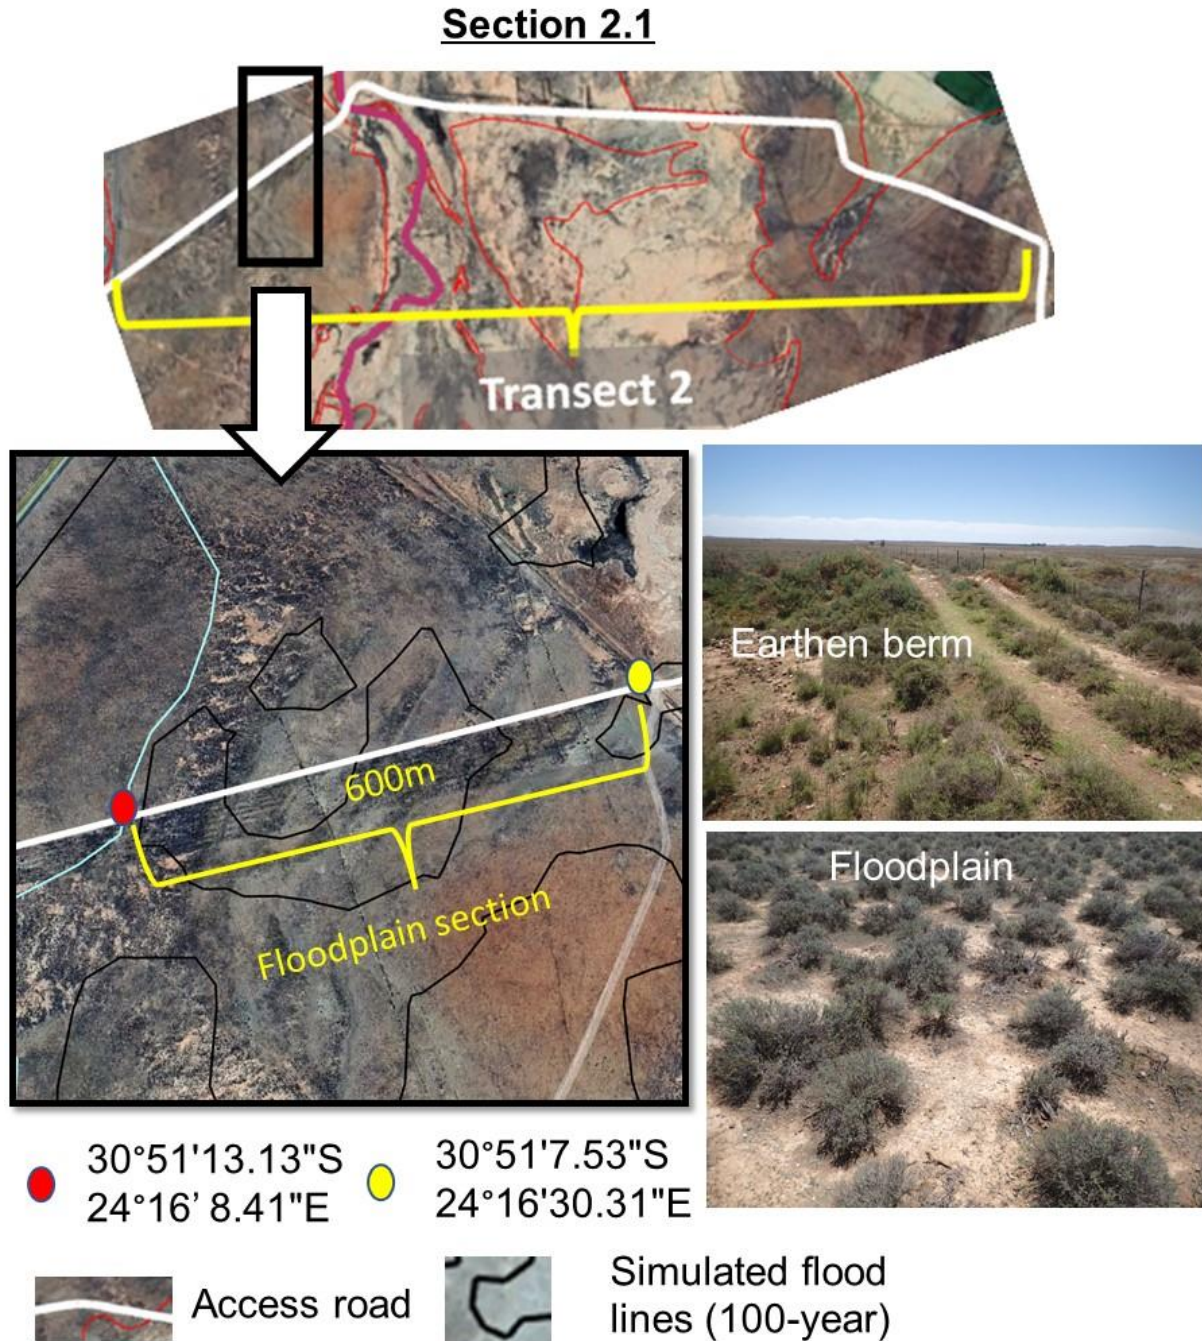 Section 2.1
Transect 2
600m
Floodplain section
Earthen berm
Floodplain
30°51'13.13"S
24°16’ 8.41"E
30°51'7.53"S
24°16'30.31"E
Access road
Simulated flood
lines (100-year)